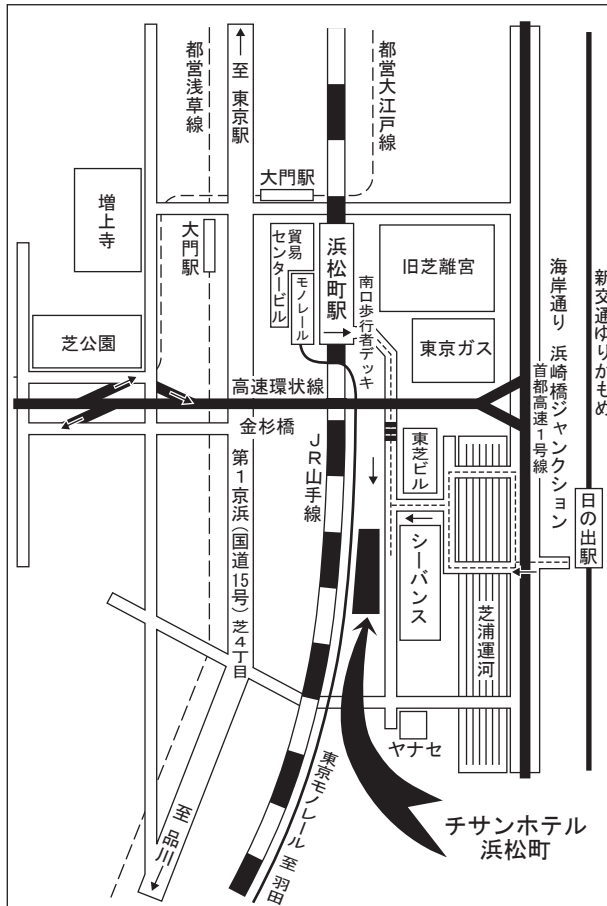 都営浅草線
至 東京駅
都営大江戸線
大門駅
増上寺
大門駅
貿易
センタービル
モノレール
浜松町駅
旧芝離宮
南口歩行者デッキ
東京ガス
海岸通り 浜崎橋ジャンクション
首都高速1号線
新交通ゆりかもめ
芝公園
高速環状線
金杉橋
JR山手線
東芝ビル
第1京浜(国道15号)芝4丁目
シーバンス
日の出駅
芝浦運河
ヤナセ
東京モノレール 至 羽田
至 品川
チサンホテル
浜松町